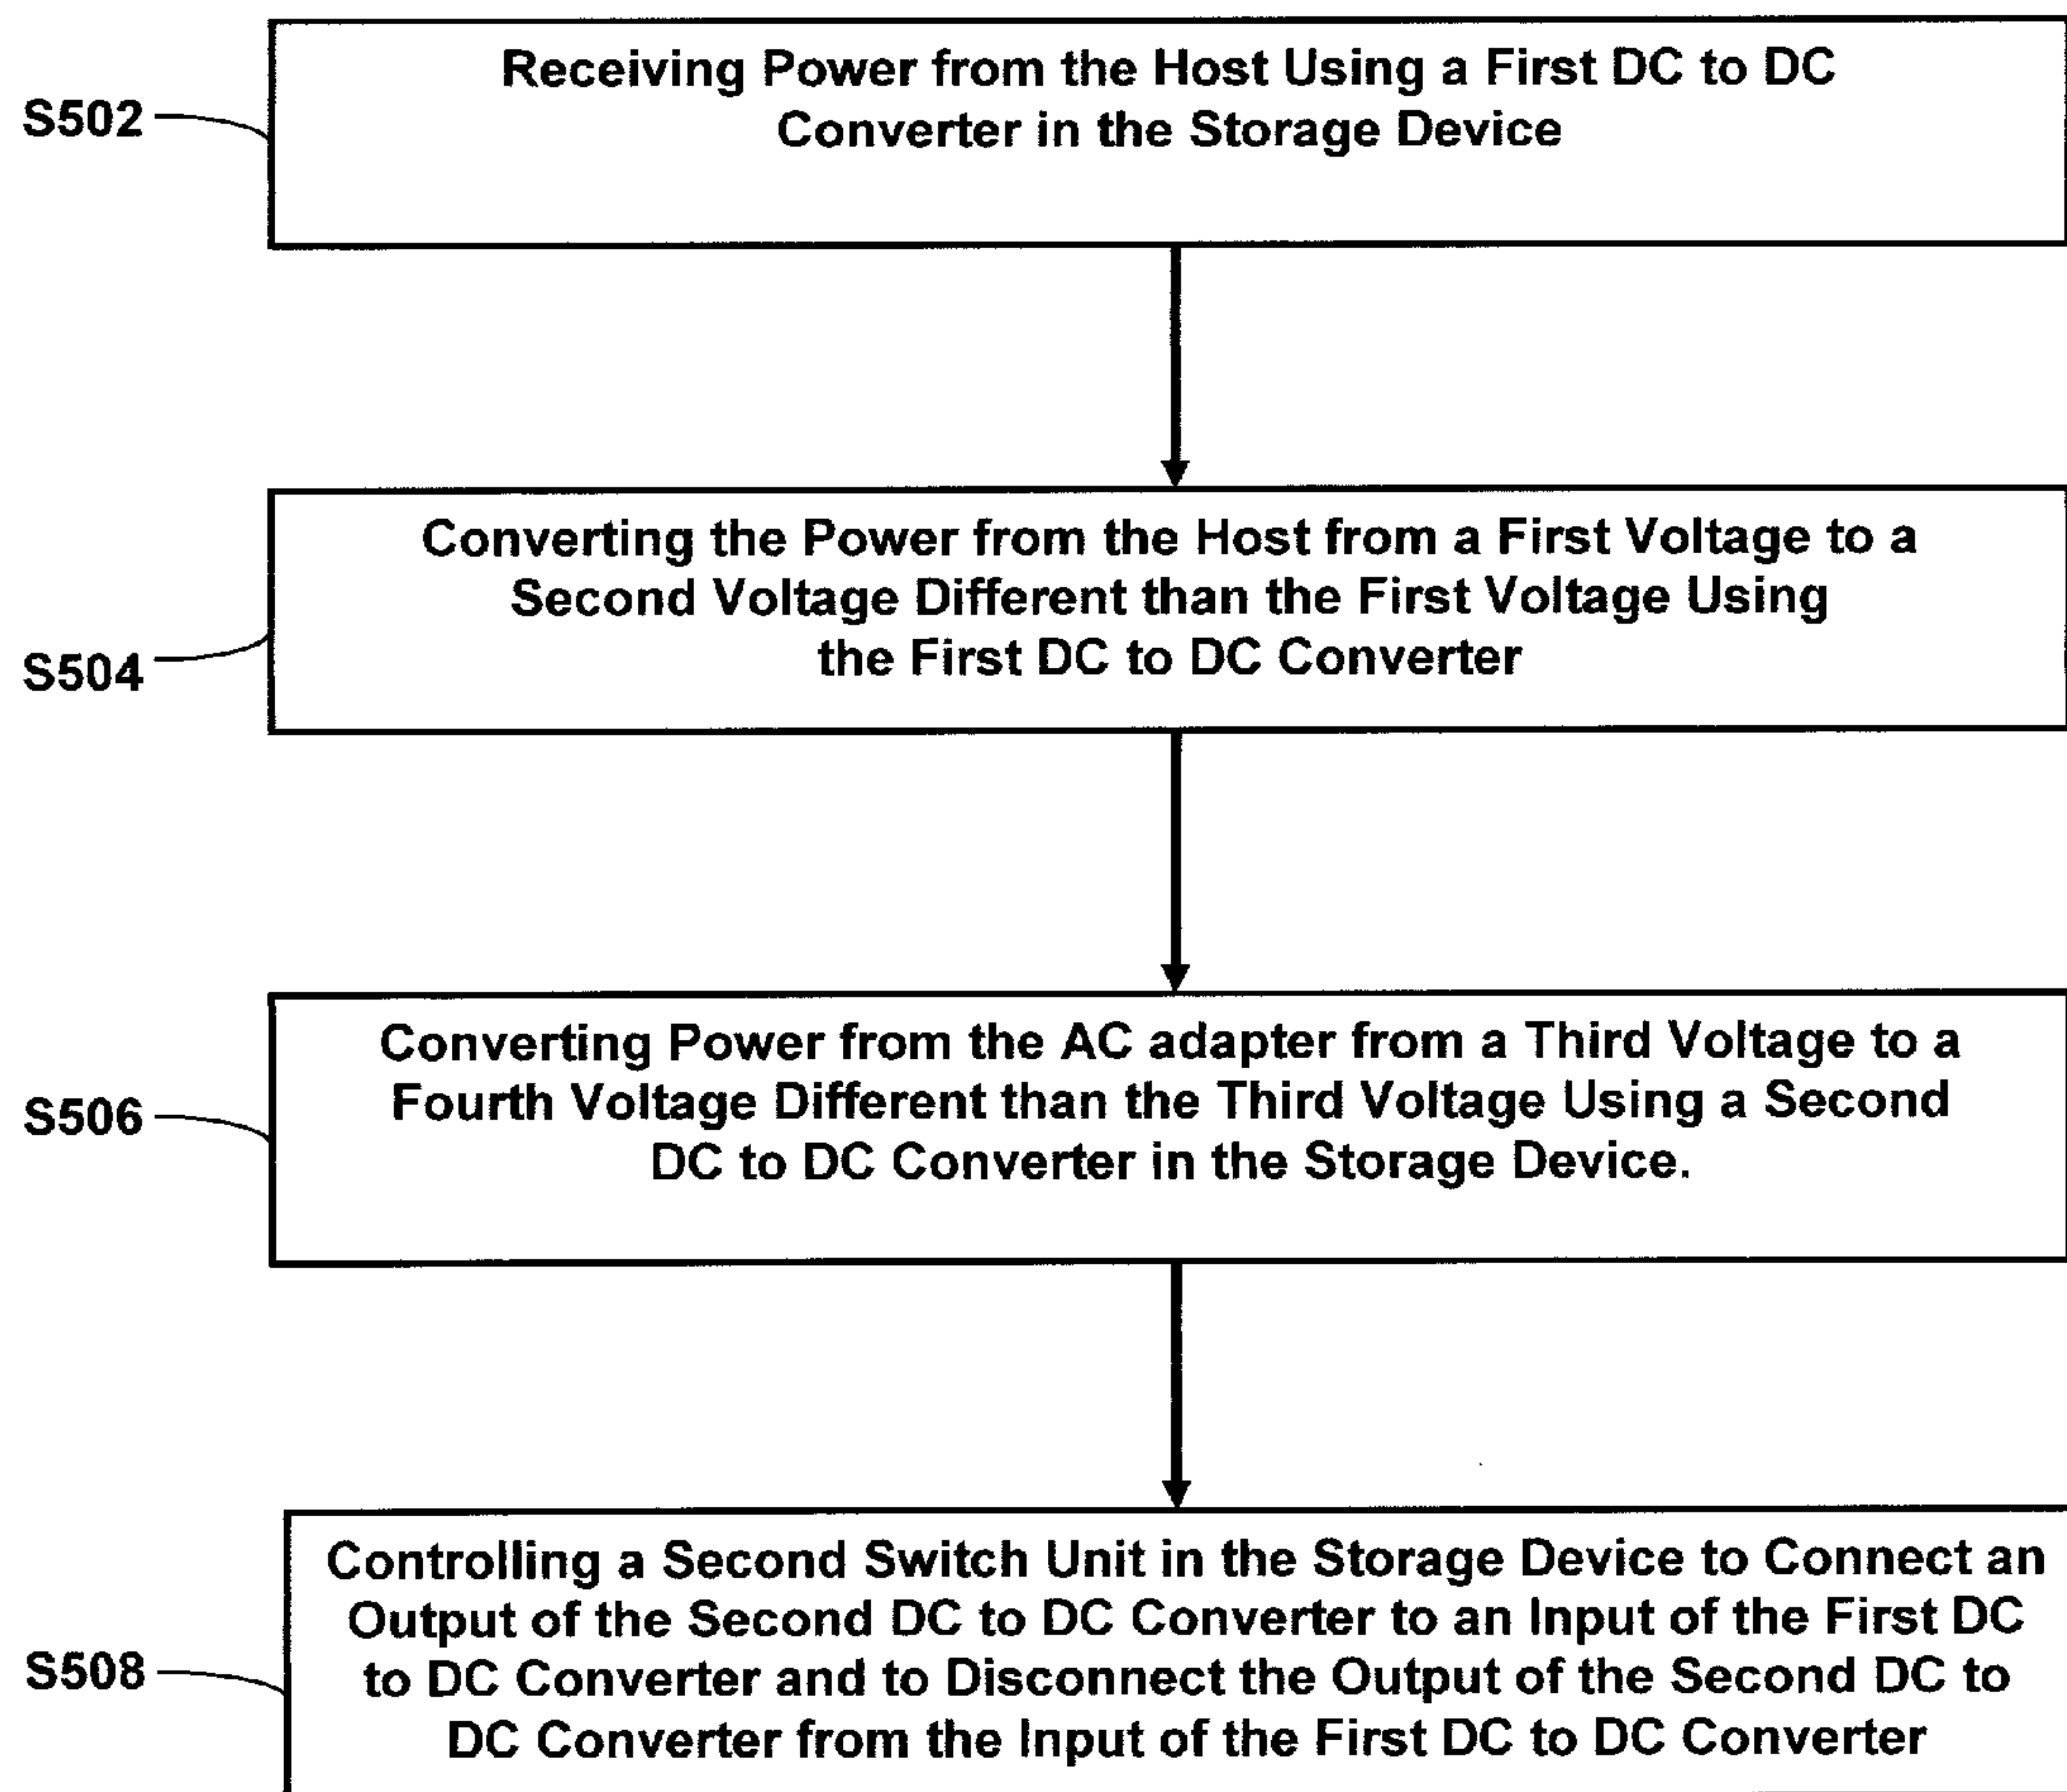 Receiving Power from the Host Using a First DC to DC
Converter in the Storage Device
S502
Converting the Power from the Host from a First Voltage to a
Second Voltage Different than the First Voltage Using
the First DC to DC Converter
S504
Converting Power from the AC adapter from a Third Voltage to a
Fourth Voltage Different than the Third Voltage Using a Second
DC to DC Converter in the Storage Device.
S506
Controlling a Second Switch Unit in the Storage Device to Connect an
Output of the Second DC to DC Converter to an Input of the First DC
to DC Converter and to Disconnect the Output of the Second DC to
DC Converter from the Input of the First DC to DC Converter
S508